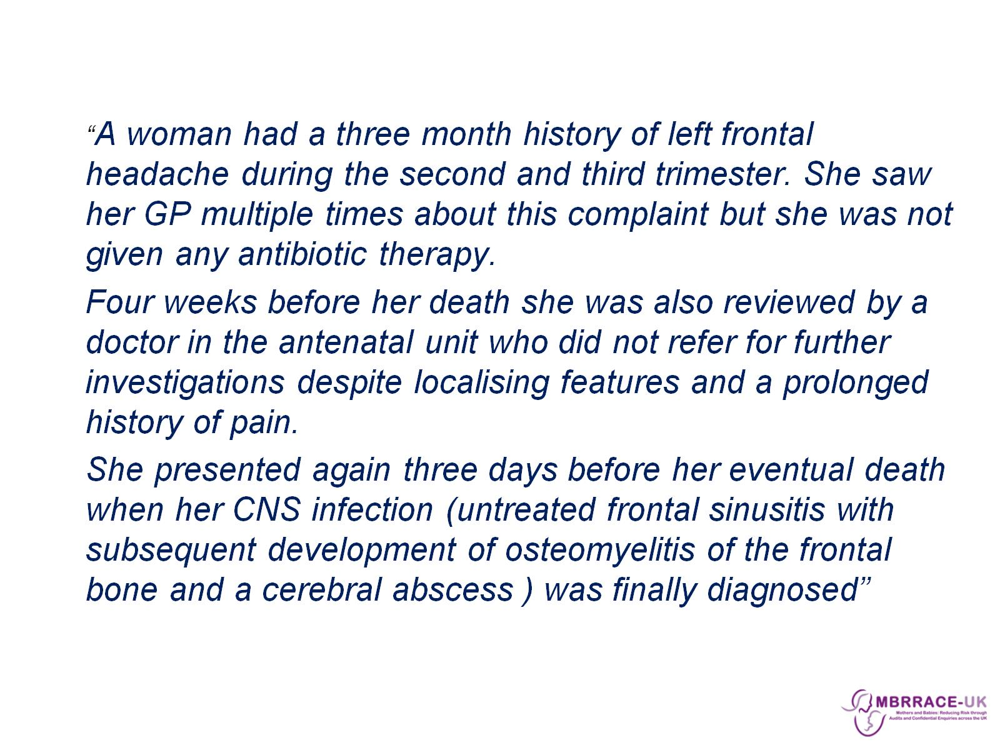 “A woman had a three month history of left frontal
headache during the second and third trimester. She saw
her GP multiple times about this complaint but she was not
given any antibiotic therapy.
Four weeks before her death she was also reviewed by a
doctor in the antenatal unit who did not refer for further
investigations despite localising features and a prolonged
history of pain.
She presented again three days before her eventual death
when her CNS infection (untreated frontal sinusitis with
subsequent development of osteomyelitis of the frontal
bone and a cerebral abscess ) was finally diagnosed”
MBRRACE-UK
Mothers and Babies: Reducing Risk through
Audits and Confidential Enquiries across the UK